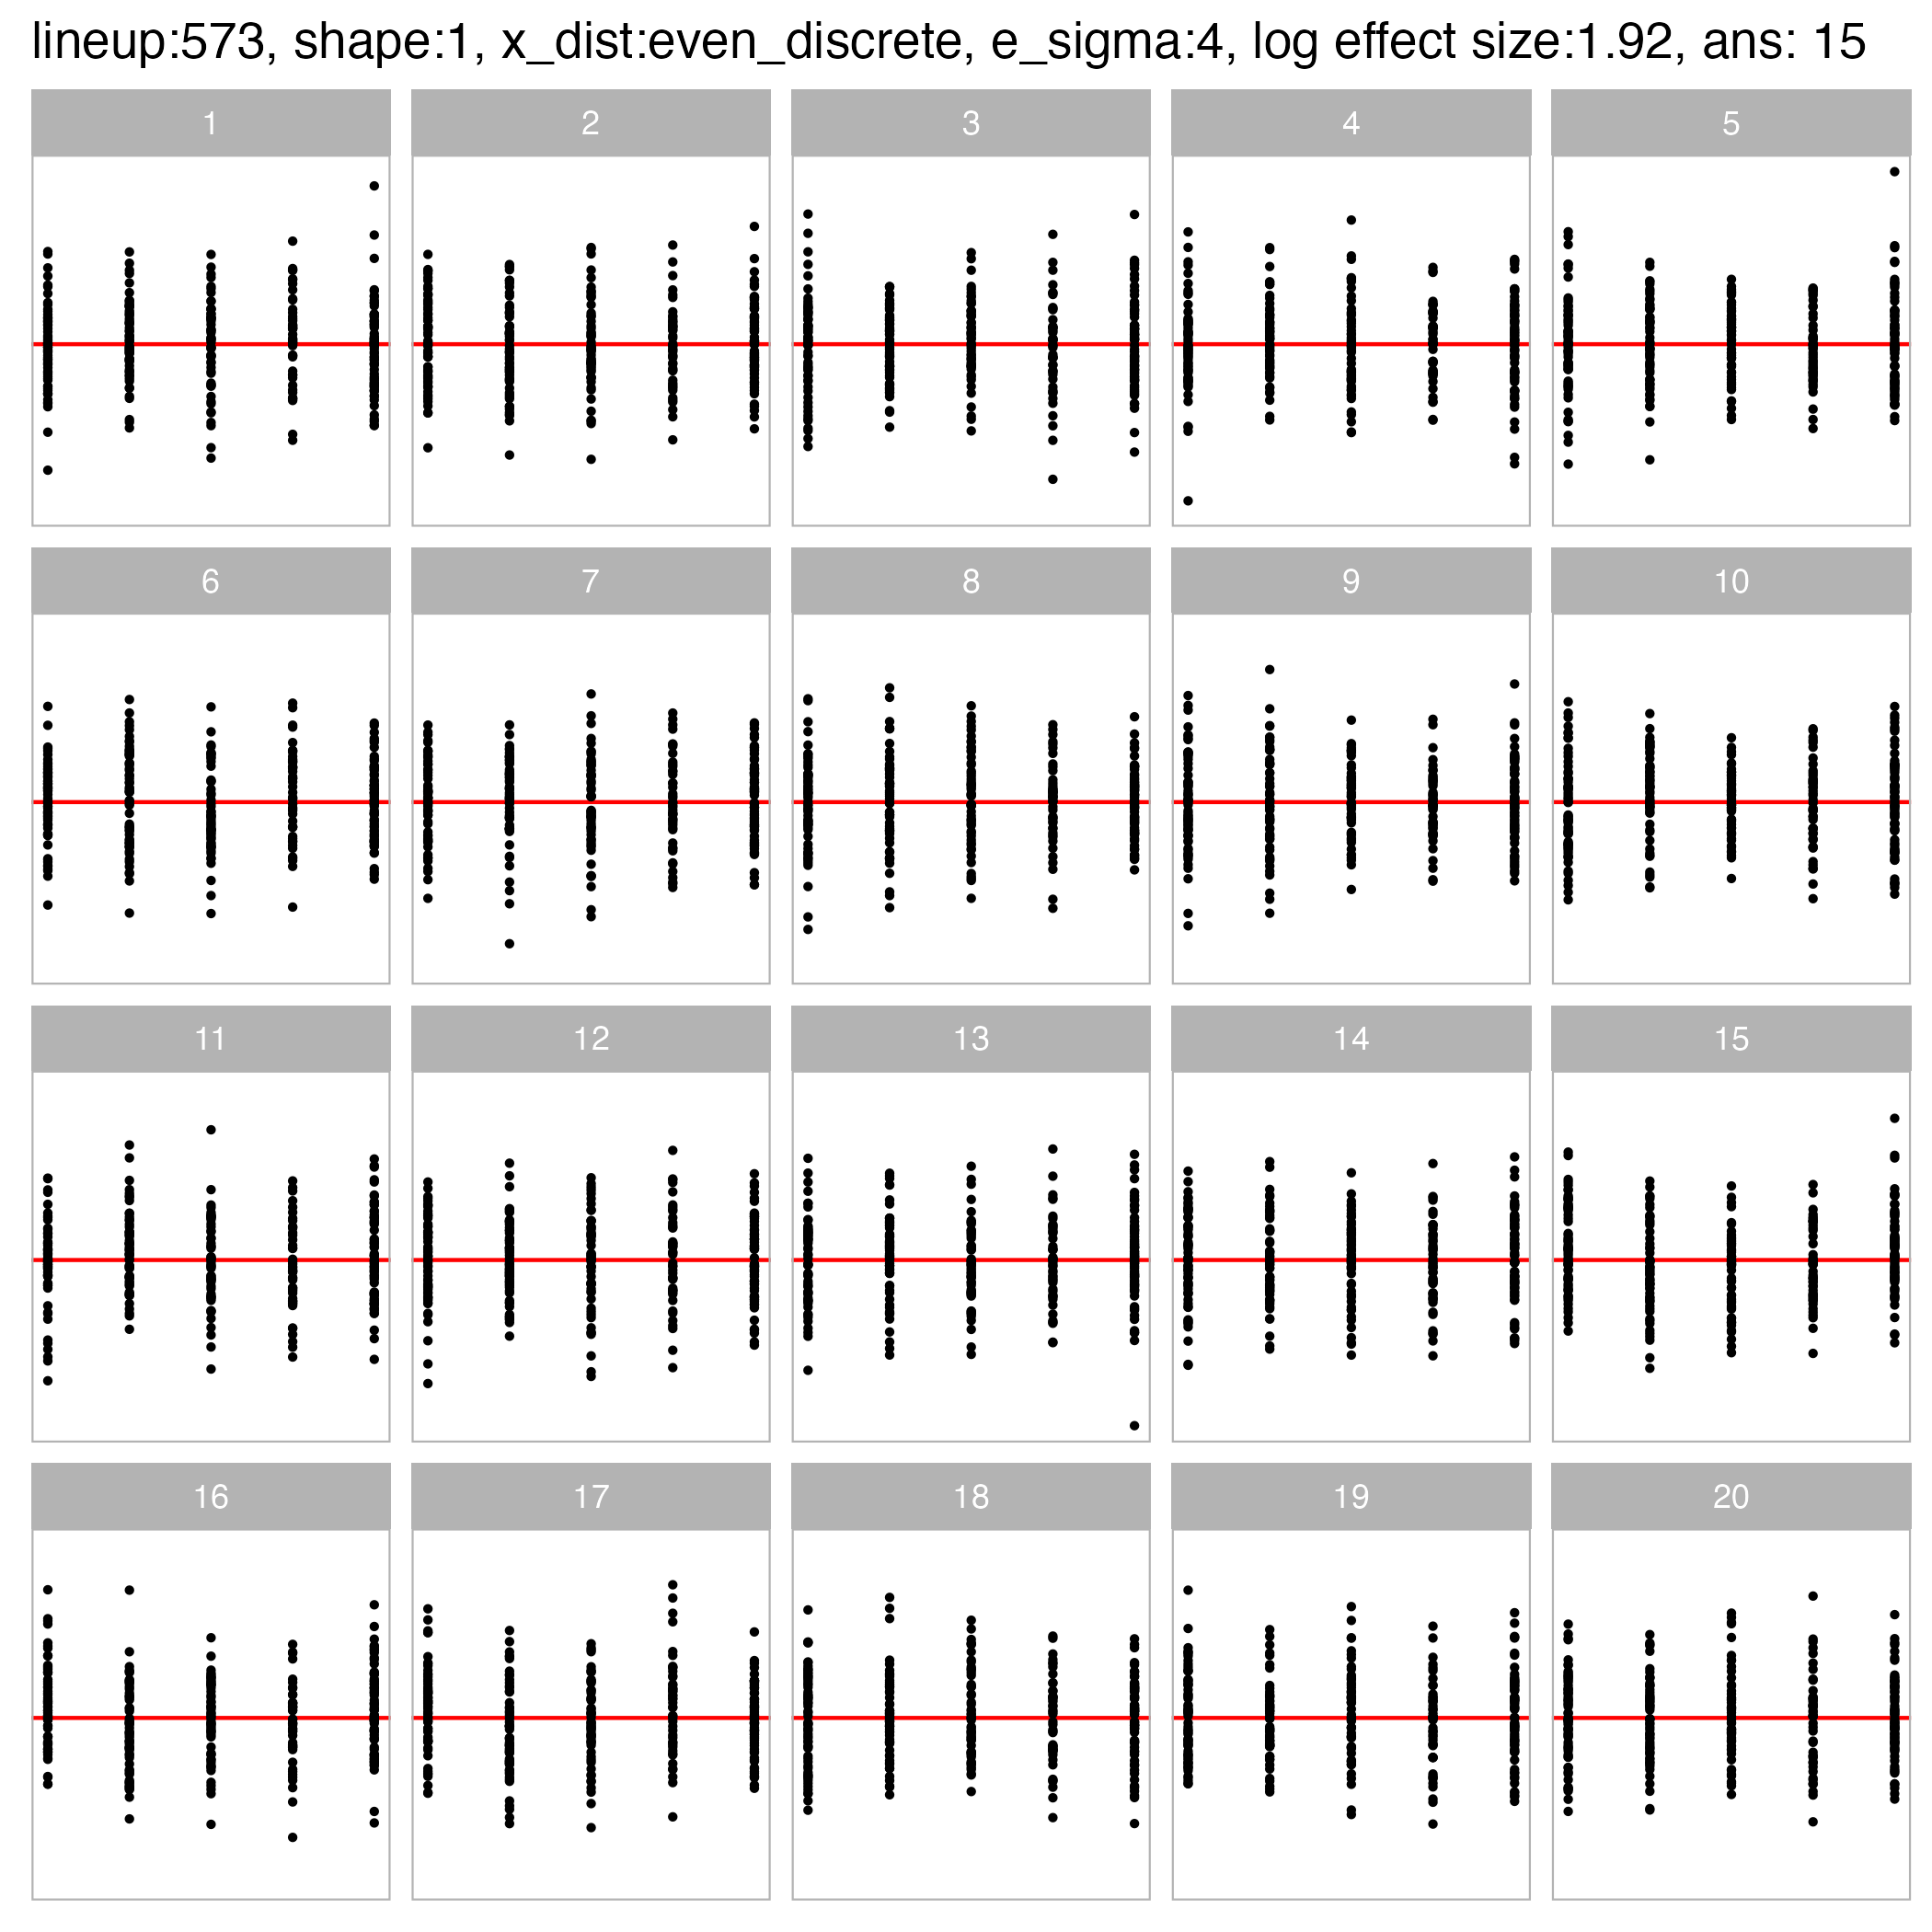 lineup:573, shape:1, x_dist:even_discrete, e_sigma:4, log effect size:1.92, ans: 15
1 2 3 4 5
6 7 8 9 10
11 12 13 14 15
16 17 18 19 20